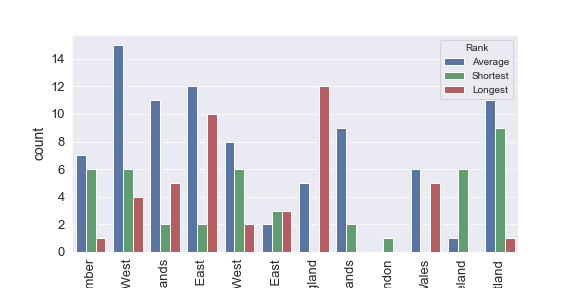 Rank
Average
Shortest
Longest
count
14
12
10
8
6
4
2
0
mber
West
ands
East
West
East
gland
ands
ndon
Vales
eland
tland